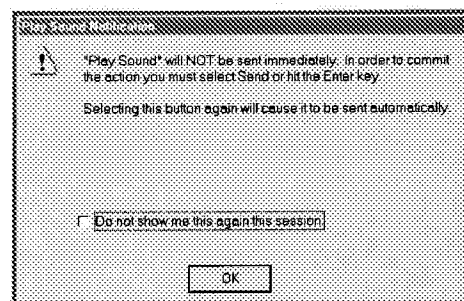 Play Sound Notification
"Play Sound" will NOT be sent immediately. In order to commit
the action you must select Send or hit the Enter key.
Selecting this button again will cause it to be sent automatically.
Do not show me this again this session
OK